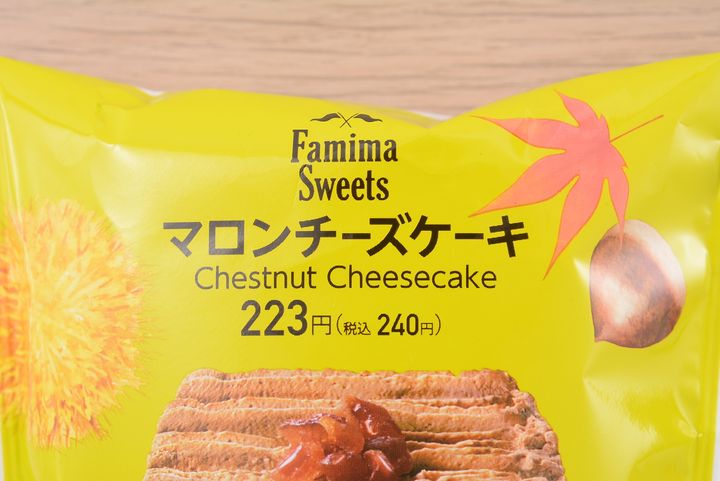 Famima
Sweets
マロンチーズケーキ
Chestnut Cheesecake
223円(税込 240円)